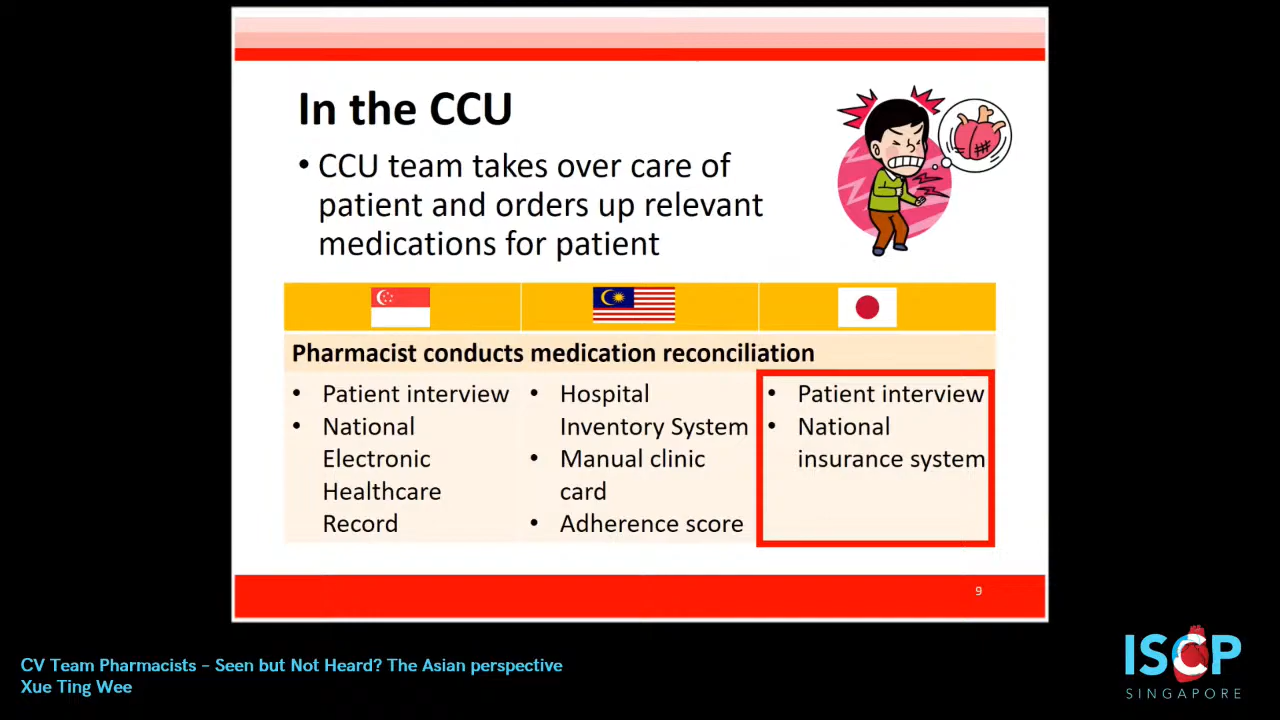 In the CCU
• CCU team takes over care of
patient and orders up relevant
medications for patient
Pharmacist conducts medication reconciliation
• Patient interview
• National
Electronic
Healthcare
Record
• Hospital
Inventory System
• Manual clinic
card
• Adherence score
• Patient interview
• National
insurance system
9
CV Team Pharmacists – Seen but Not Heard? The Asian perspective
Xue Ting Wee
ISCP
SINGAPORE